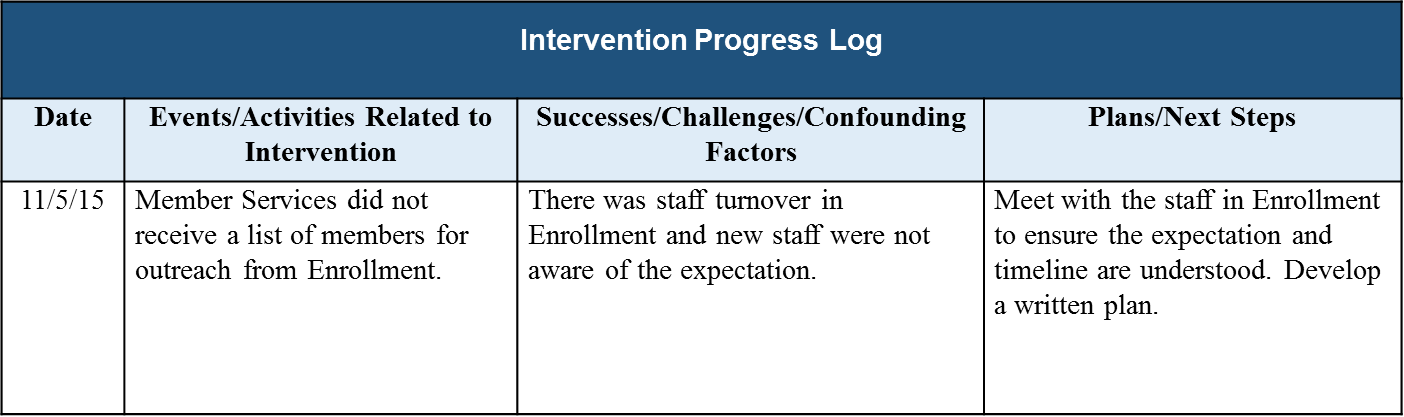 Intervention Progress Log
Date
Events/Activities Related to
Intervention
Successes/Challenges/Confounding
Factors
Plans/Next Steps
11/5/15
Member Services did not
receive a list of members for
outreach from Enrollment.
There was staff turnover in
Enrollment and new staff were not
aware of the expectation.
Meet with the staff in Enrollment
to ensure the expectation and
timeline are understood. Develop
a written plan.